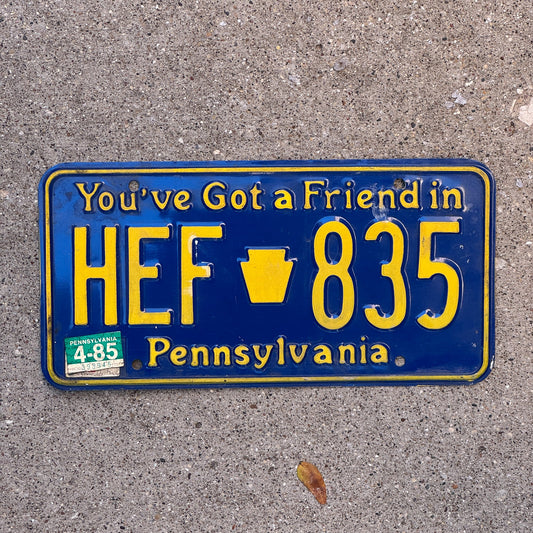 You've Got a Friend in
HEF 835
PENNSYLVANIA
4-85
Pennsylvania